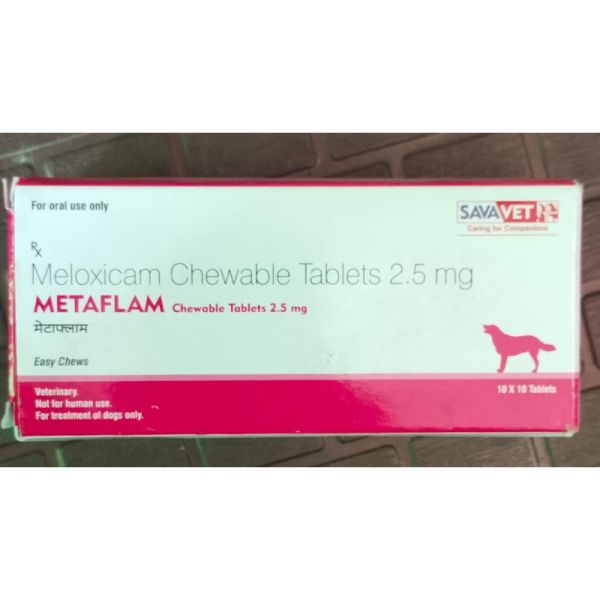 For oral use only
SAVAVET
Caring for Companions
Rx
Meloxicam Chewable Tablets 2.5 mg
METAFLAM Chewable Tablets 2.5 mg
मेटाफ्लाम
Easy Chews
10 X 10 Tablets
Veterinary.
Not for human use.
For treatment of dogs only.